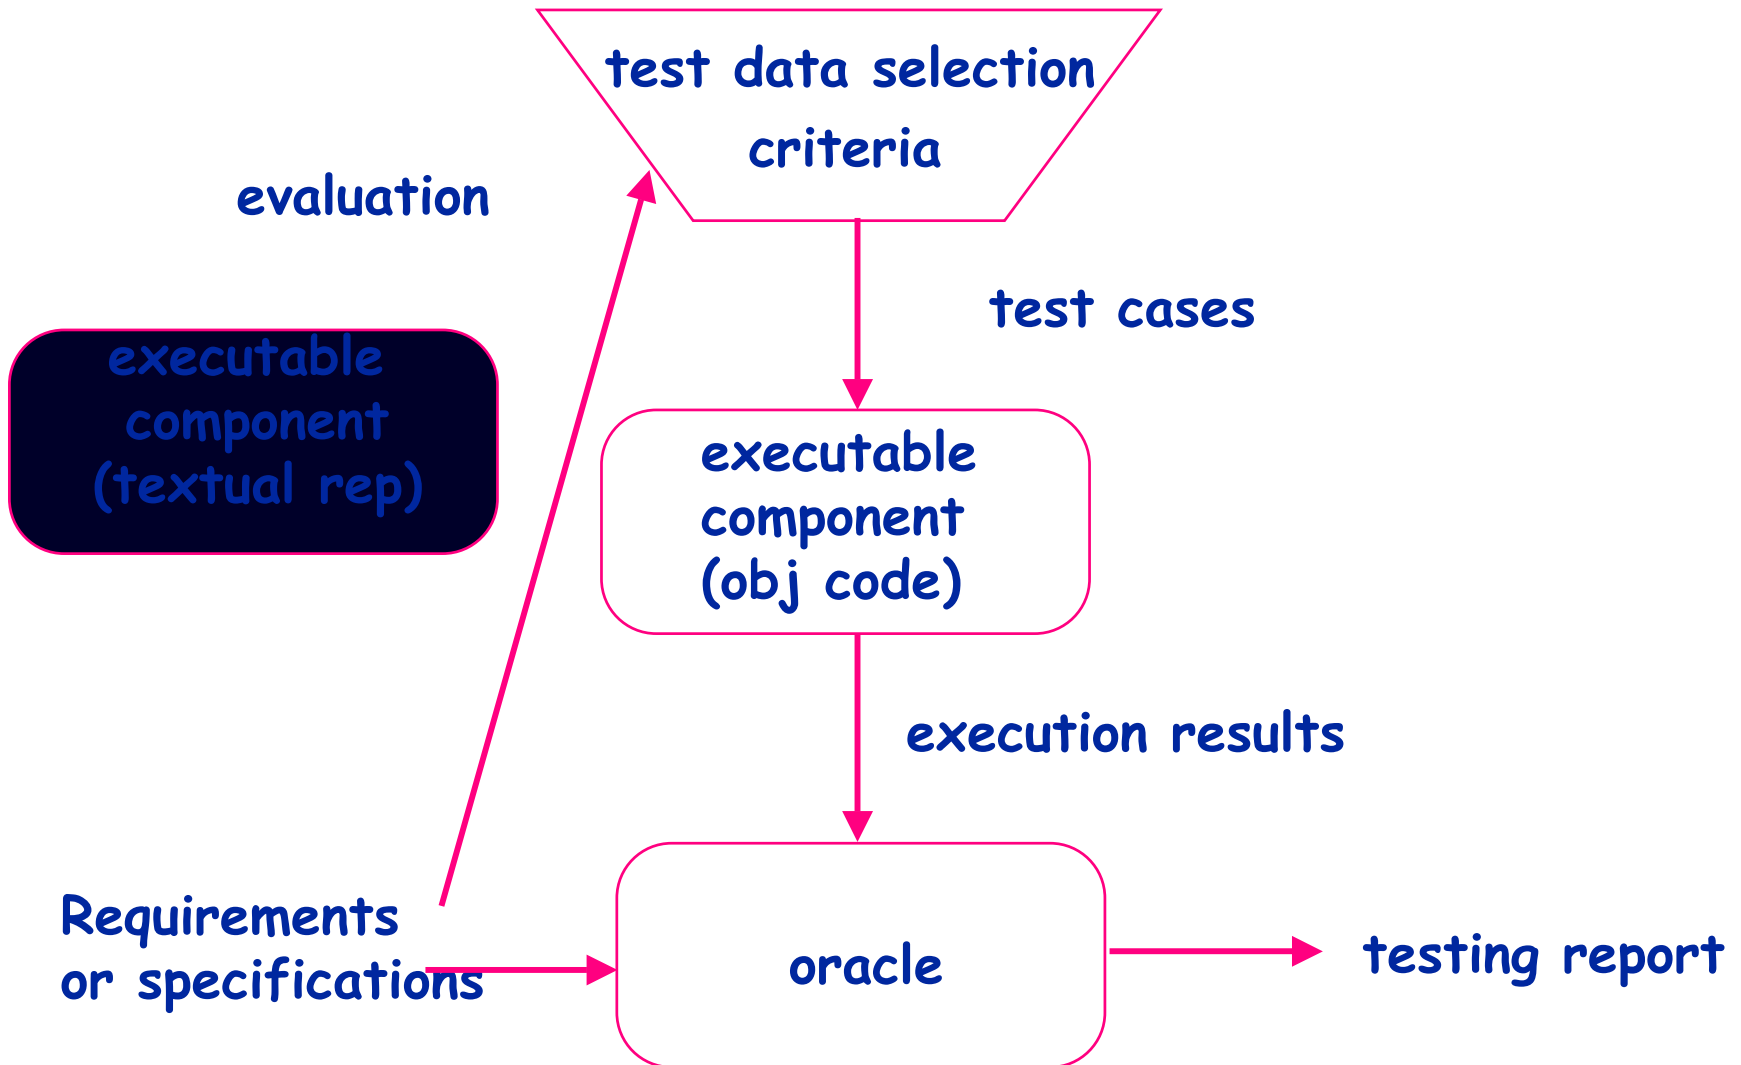 test data selection
criteria
evaluation
test cases
executable
component
(textual rep)
executable
component
(obj code)
execution results
Requirements
or specifications
oracle
testing report